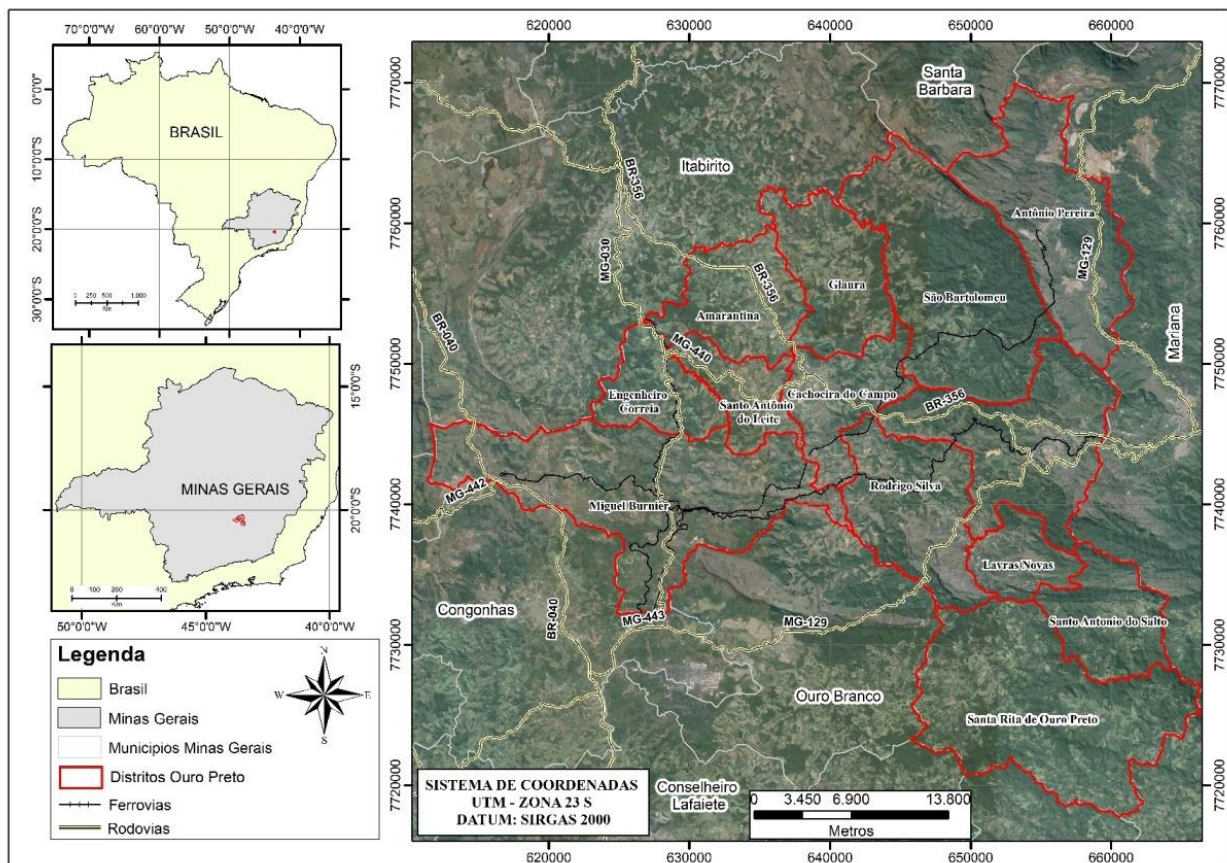 70°0'0"W 60°0'0"W 50°0'0"W 40°0'0"W
0°0'0"
10°0'0"S
20°0'0"S
30°0'0"S
BRASIL
0 250 500 1.000
Km
15°0'0"S
20°0'0"S
MINAS GERAIS
0 100 200 400
Km
50°0'0"W 45°0'0"W 40°0'0"W
Legenda
Brasil
Minas Gerais
Municipios Minas Gerais
Distritos Ouro Preto
Ferrovias
Rodovias
N
W E
S
620000 630000 640000 650000 660000
7770000
7760000
7750000
7740000
7730000
7720000
Santa
Barbara
Itabirito
BR-356
Antônio Pereira
MG-030
MG-129
BR-356
Glaura
São Bartolomeu
Amarantina
Mariana
BR-040
MG-440
Engenheiro
Correia
Santo Antônio
do Leite
Cachoeira do Campo
BR-356
MG-442
Rodrigo Silva
Miguel Burnier
Lavras Novas
Congonhas
BR-040
MG-443
MG-129
Santo Antonio do Salto
Ouro Branco
Santa Rita de Ouro Preto
Conselheiro
Lafaiete
SISTEMA DE COORDENADAS
UTM - ZONA 23 S
DATUM: SIRGAS 2000
0 3.450 6.900 13.800
Metros
7770000
7760000
7750000
7740000
7730000
7720000
620000 630000 640000 650000 660000